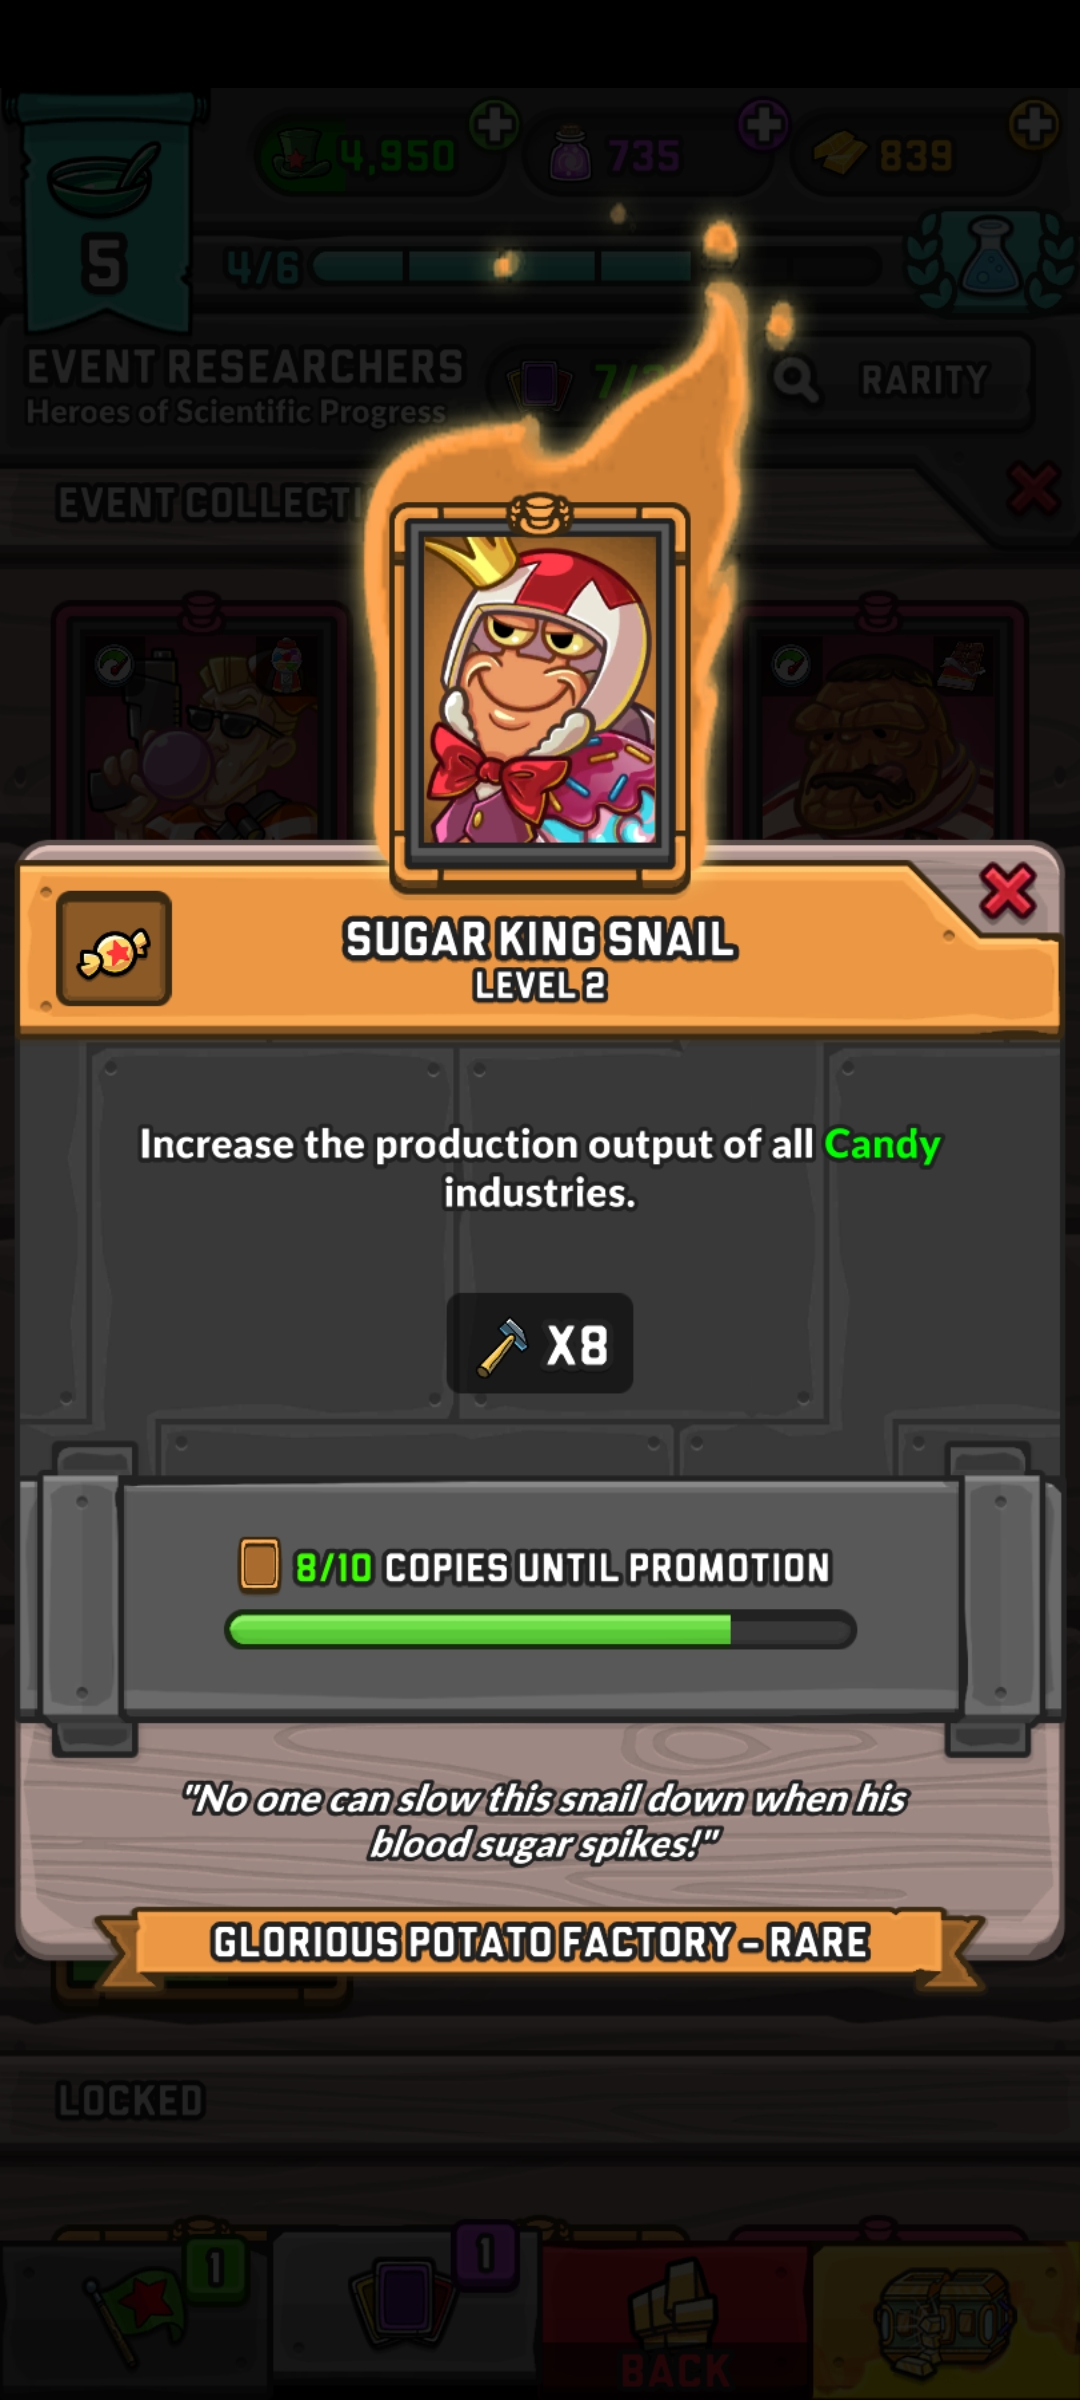 4,950
735
839
5
4/6
EVENT RESEARCHERS
Heroes of Scientific Progress
RARITY
SUGAR KING SNAIL
LEVEL 2
Increase the production output of all Candy
industries.
X8
8/10 COPIES UNTIL PROMOTION
"No one can slow this snail down when his
blood sugar spikes!"
GLORIOUS POTATO FACTORY - RARE
LOCKED
1
1
BACK